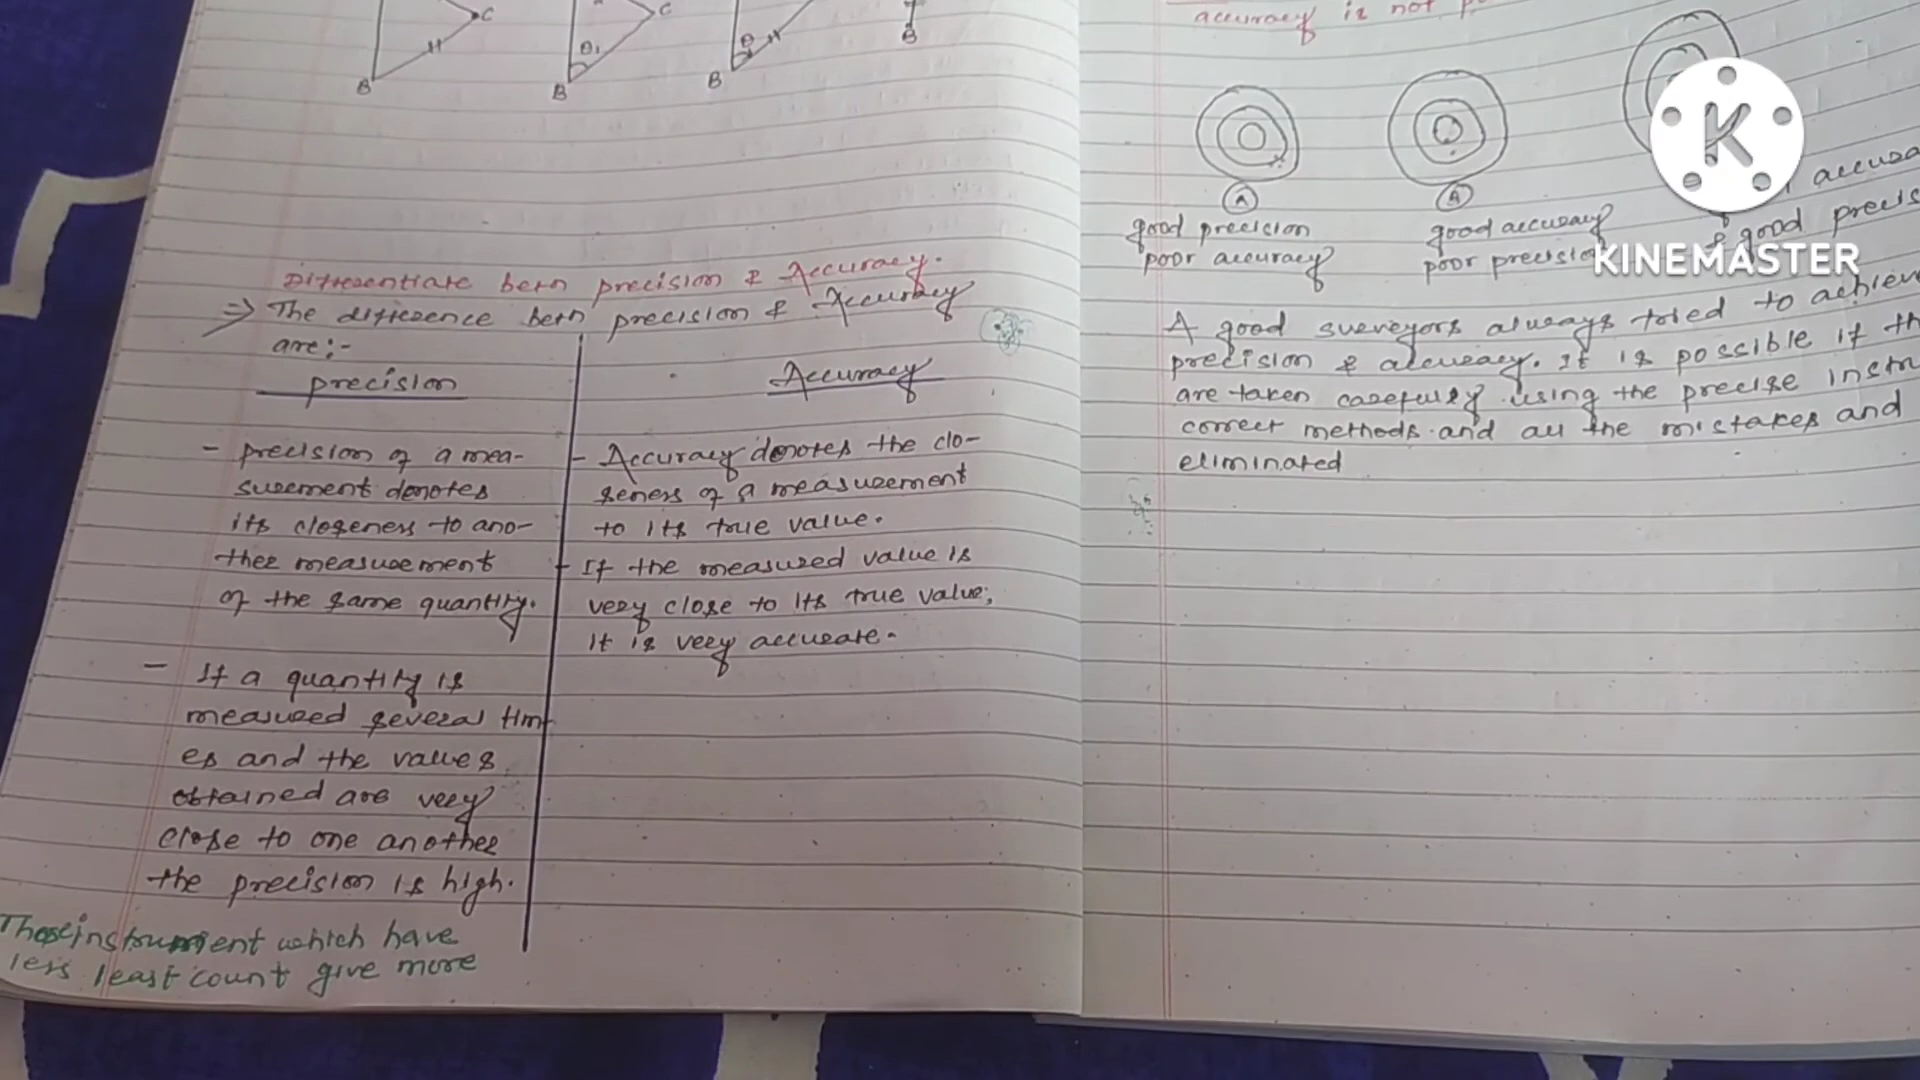 C
H
B
C
θ1
B
θ
H
B
B
Differentiate betn precision & Accuracy.
⇒ The difference betn precision & Accuracy
are:-
precision
Accuracy
- precision of a mea-
surement denotes
its closeness to ano-
ther measurement
of the same quantity.
- If a quantity is
measured several tim-
es and the values
obtained are very
close to one another
the precision is high.
Those instrument which have
less least count give more
- Accuracy denotes the clo-
seness of a measurement
to its true value.
- If the measured value is
very close to its true value,
it is very accurate.
accuracy is not
A
good precision
poor accuracy
B
good accuracy
poor precision
& good
A good surveyors always tried to achieve
precision & accuracy. It is possible if
are taken carefully using the precise
correct methods and all the mistakes and
eliminated
K
KINEMASTER